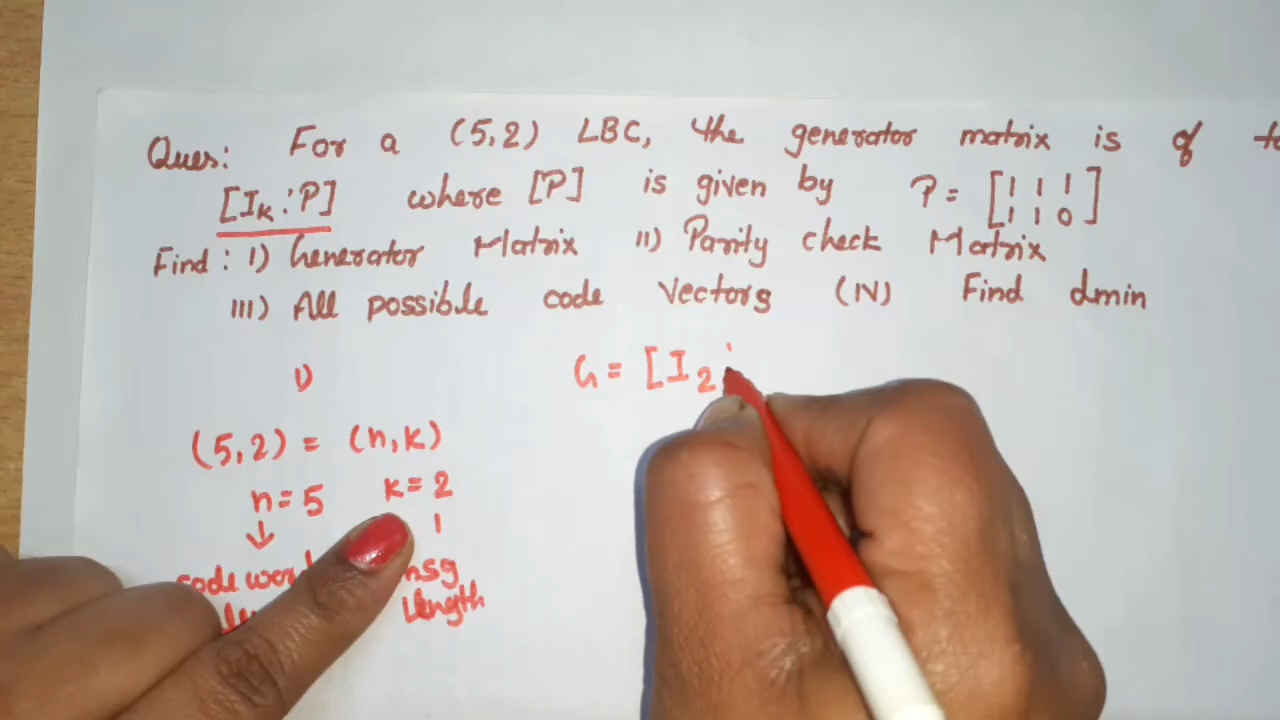 Ques: For a (5,2) LBC, the generator matrix is of
[Ik : P] where [P] is given by P = [1 1 1
1 1 0]
Find : i) Generator Matrix ii) Parity check Matrix
iii) All possible code vectors (iv) Find dmin
i) G = [I2 :
(5,2) = (n,k)
n = 5 k = 2
↓
msg
length